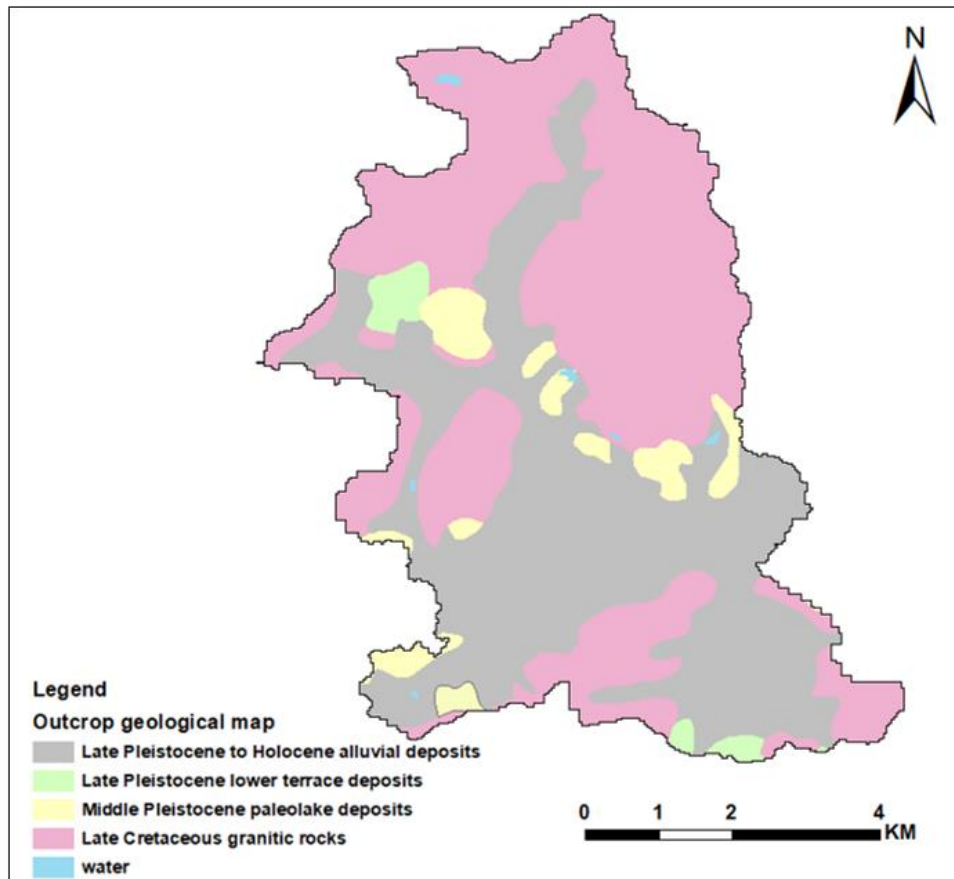 N
Legend
Outcrop geological map
Late Pleistocene to Holocene alluvial deposits
Late Pleistocene lower terrace deposits
Middle Pleistocene paleolake deposits
Late Cretaceous granitic rocks
water
0 1 2 4
KM